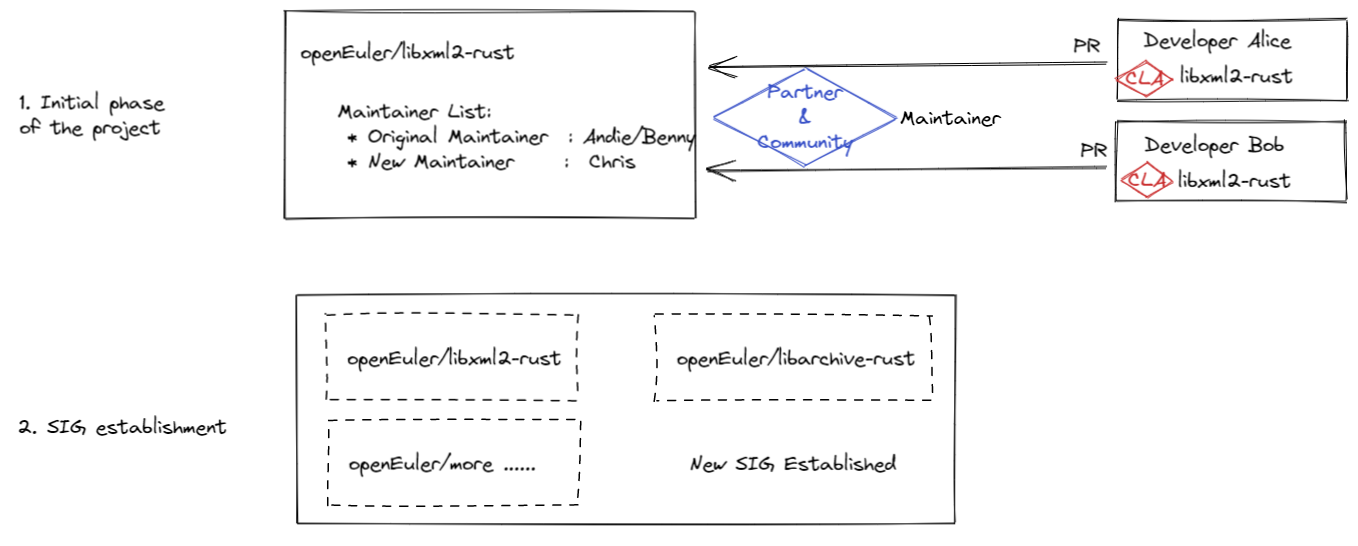 openEuler/libxml2-rust
1. Initial phase
of the project
Maintainer List:
* Original Maintainer : Andie/Benny
* New Maintainer : Chris
PR
Partner
&
Community
Maintainer
PR
Developer Alice
CLA libxml2-rust
Developer Bob
CLA libxml2-rust
2. SIG establishment
openEuler/libxml2-rust
openEuler/libarchive-rust
openEuler/more ......
New SIG Established